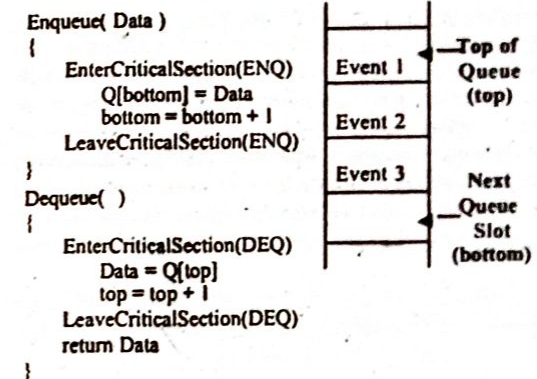 Enqueue( Data )
{
EnterCriticalSection(ENQ)
Q[bottom] = Data
bottom = bottom + 1
LeaveCriticalSection(ENQ)
}
Dequeue( )
{
EnterCriticalSection(DEQ)
Data = Q[top]
top = top + 1
LeaveCriticalSection(DEQ)
return Data
}
Event 1
Event 2
Event 3
Top of
Queue
(top)
Next
Queue
Slot
(bottom)